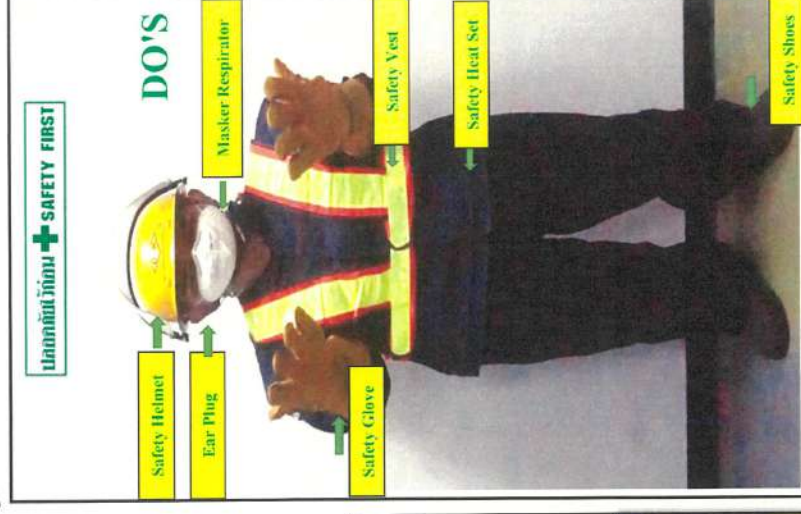 ปลอดภัยไว้ก่อน SAFETY FIRST
DO'S
Safety Helmet
Masker Respirator
Ear Plug
Safety Glove
Safety Vest
Safety Heat Set
Safety Shoes